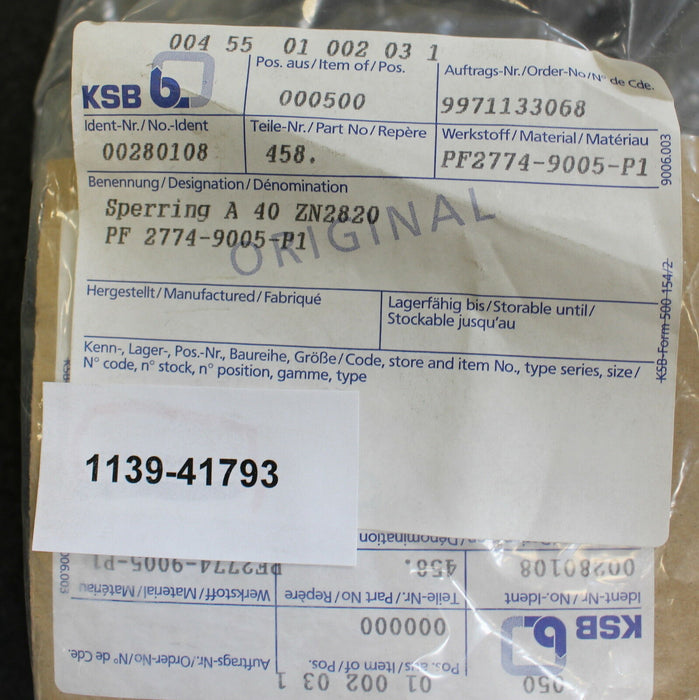 004 55 01 002 03 1
KSB b
Pos. aus/Item of/Pos.
000500
Auftrags-Nr./Order-No/N° de Cde.
9971133068
Ident-Nr./No.-Ident
00280108
Teile-Nr./Part No/Repère
458.
Werkstoff/Material/Matériau
PF2774-9005-P1
9006.003
Benennung/Designation/Dénomination
Sperring A 40 ZN2820
PF 2774-9005-P1
ORIGINAL
Hergestellt/Manufactured/Fabriqué
Lagerfähig bis/Storable until/
Stockable jusqu'au
KSB-Form 500 154/2
Kenn-, Lager-, Pos.-Nr., Baureihe, Größe/Code, store and item No., type series, size/
N° code, n° stock, n° position, gamme, type
1139-41793
/Dénomination
00280108
458.
PF2774-9005-P1
Ident-Nr/No.-Ident
Teile-Nr./Part No/Repère
Werkstoff/Material/Matériau
000000
KSB b
Pos. aus/Item of/Pos.
Auftrags-Nr./Order-No/N° de Cde.
050 01 002 03 1